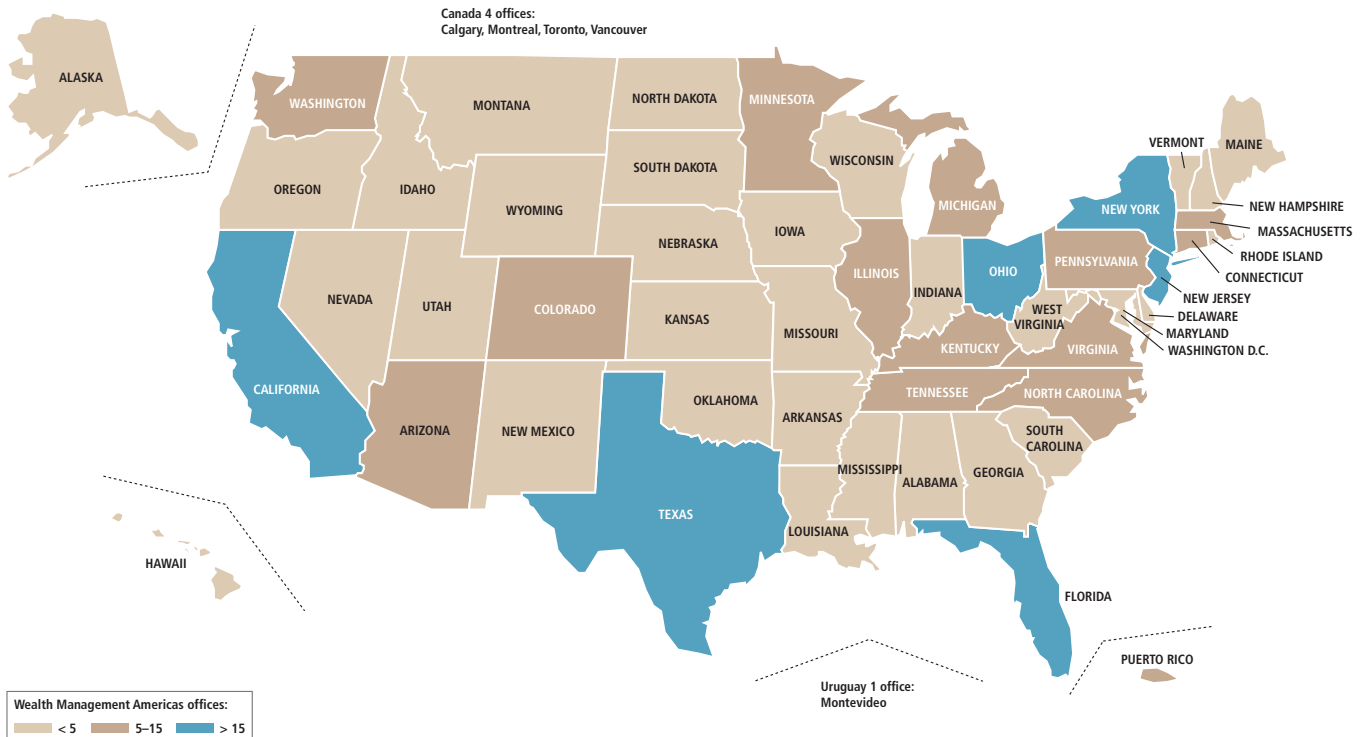 Canada 4 offices:
Calgary, Montreal, Toronto, Vancouver
ALASKA
WASHINGTON
MONTANA
NORTH DAKOTA
MINNESOTA
VERMONT
MAINE
WISCONSIN
SOUTH DAKOTA
OREGON
IDAHO
MICHIGAN
NEW YORK
NEW HAMPSHIRE
WYOMING
MASSACHUSETTS
IOWA
NEBRASKA
RHODE ISLAND
PENNSYLVANIA
CONNECTICUT
ILLINOIS
OHIO
INDIANA
NEVADA
UTAH
NEW JERSEY
COLORADO
WEST
VIRGINIA
DELAWARE
KANSAS
MISSOURI
MARYLAND
KENTUCKY
VIRGINIA
WASHINGTON D.C.
CALIFORNIA
TENNESSEE
NORTH CAROLINA
OKLAHOMA
ARKANSAS
ARIZONA
NEW MEXICO
SOUTH
CAROLINA
MISSISSIPPI
GEORGIA
ALABAMA
TEXAS
LOUISIANA
HAWAII
FLORIDA
PUERTO RICO
Uruguay 1 office:
Montevideo
Wealth Management Americas offices:
< 5 5–15 > 15